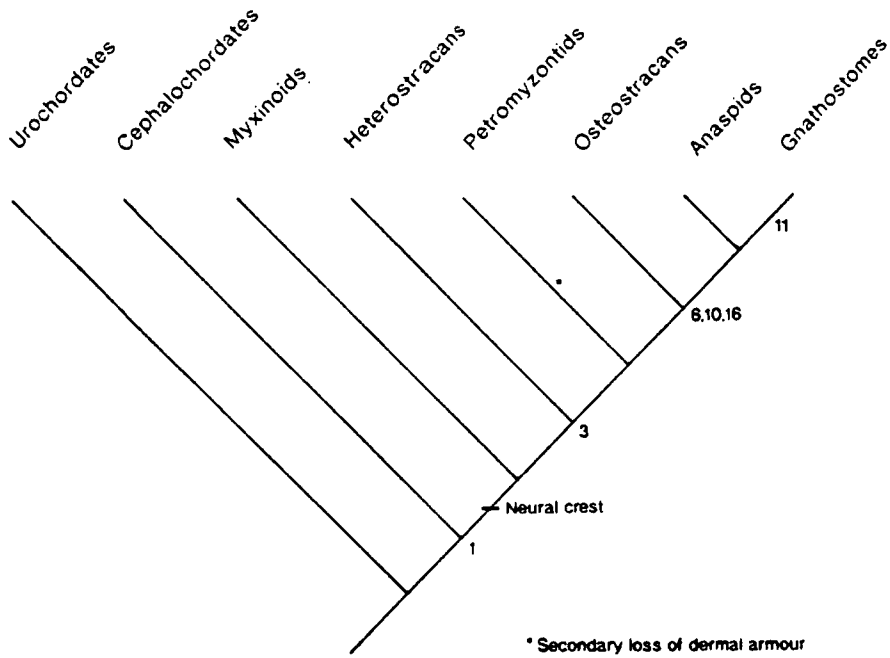 Urochordates
Cephalochordates
Myxinoids
Heterostracans
Petromyzontids
Osteostracans
Anaspids
Gnathostomes
11
6,10,16
3
Neural crest
1
* Secondary loss of dermal armour